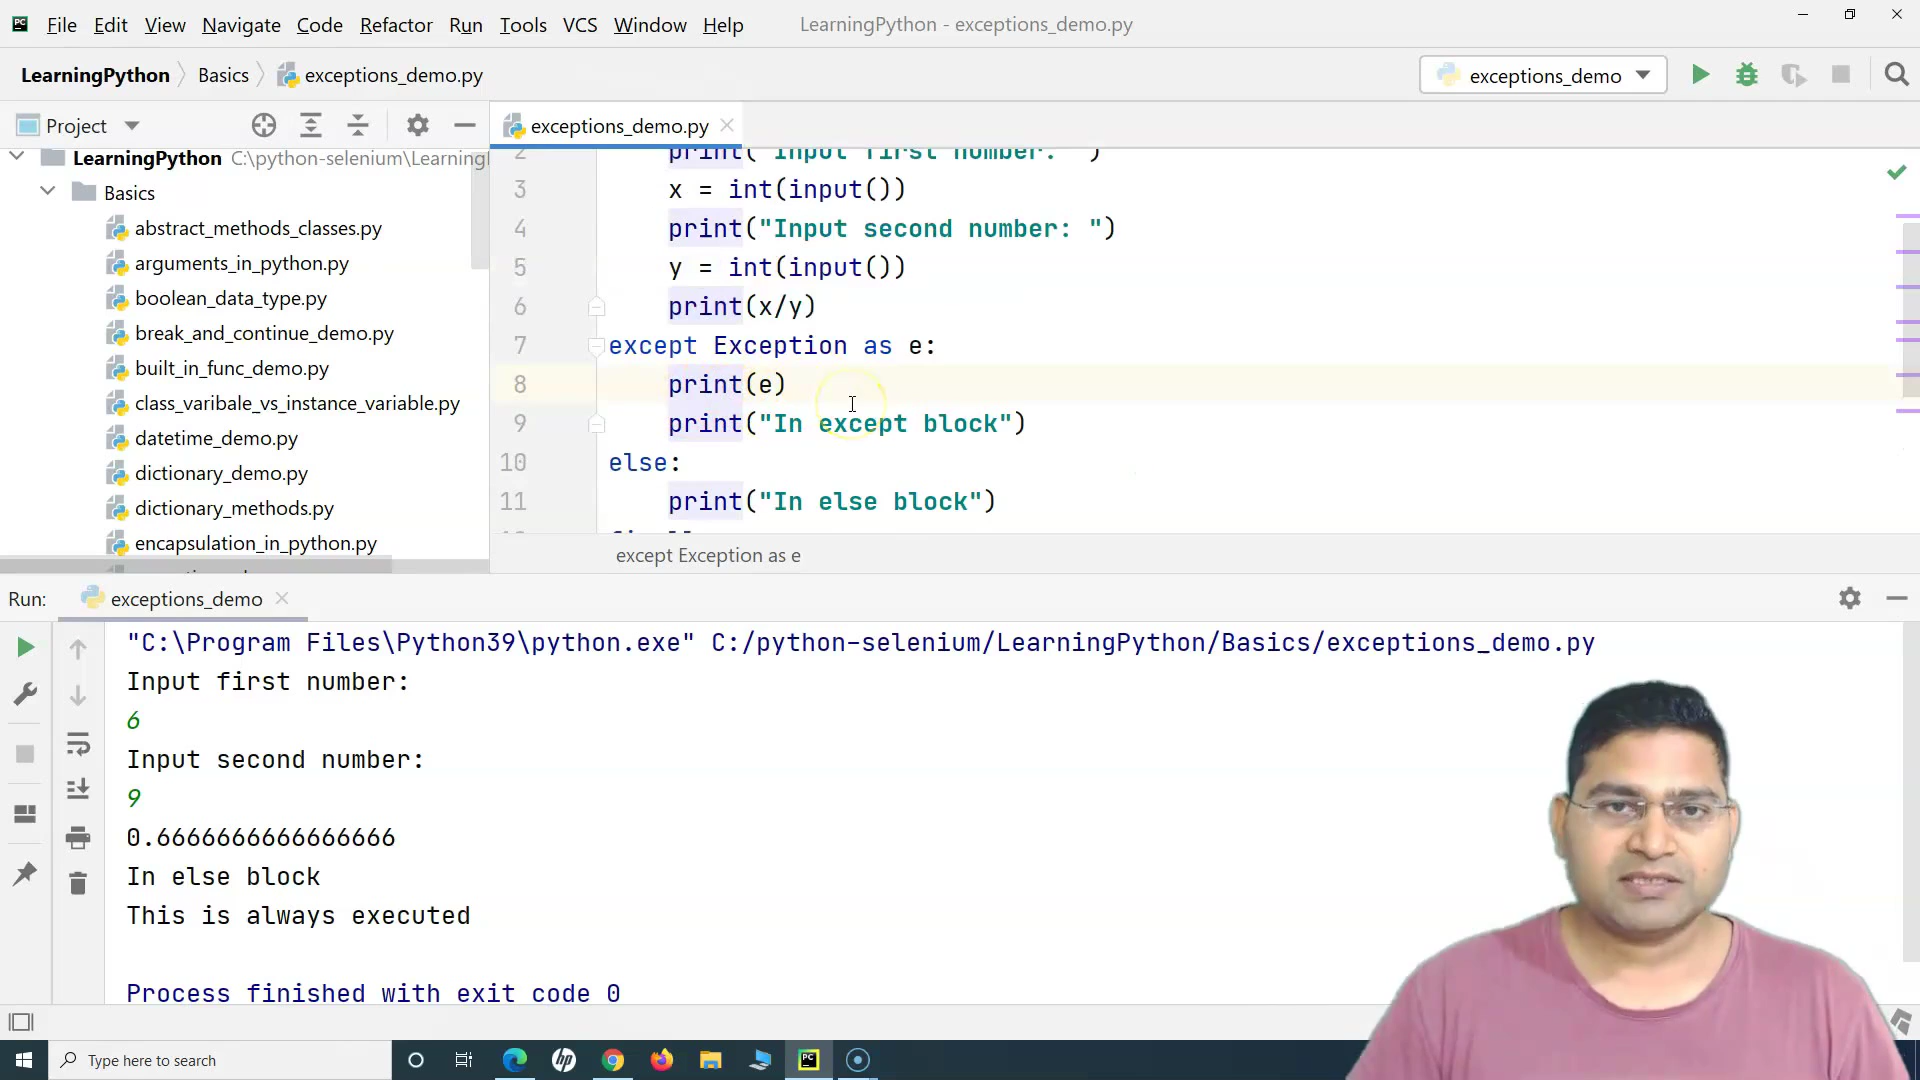 File Edit View Navigate Code Refactor Run Tools VCS Window Help LearningPython - exceptions_demo.py
LearningPython Basics exceptions_demo.py exceptions_demo
Project exceptions_demo.py
LearningPython C:\python-selenium\Learning
Basics
abstract_methods_classes.py
arguments_in_python.py
boolean_data_type.py
break_and_continue_demo.py
built_in_func_demo.py
class_varibale_vs_instance_variable.py
datetime_demo.py
dictionary_demo.py
dictionary_methods.py
encapsulation_in_python.py
2 print("Input first number: ")
3 x = int(input())
4 print("Input second number: ")
5 y = int(input())
6 print(x/y)
7 except Exception as e:
8 print(e)
9 print("In except block")
10 else:
11 print("In else block")
except Exception as e
Run: exceptions_demo
"C:\Program Files\Python39\python.exe" C:/python-selenium/LearningPython/Basics/exceptions_demo.py
Input first number:
6
Input second number:
9
0.6666666666666666
In else block
This is always executed
Process finished with exit code 0
Type here to search